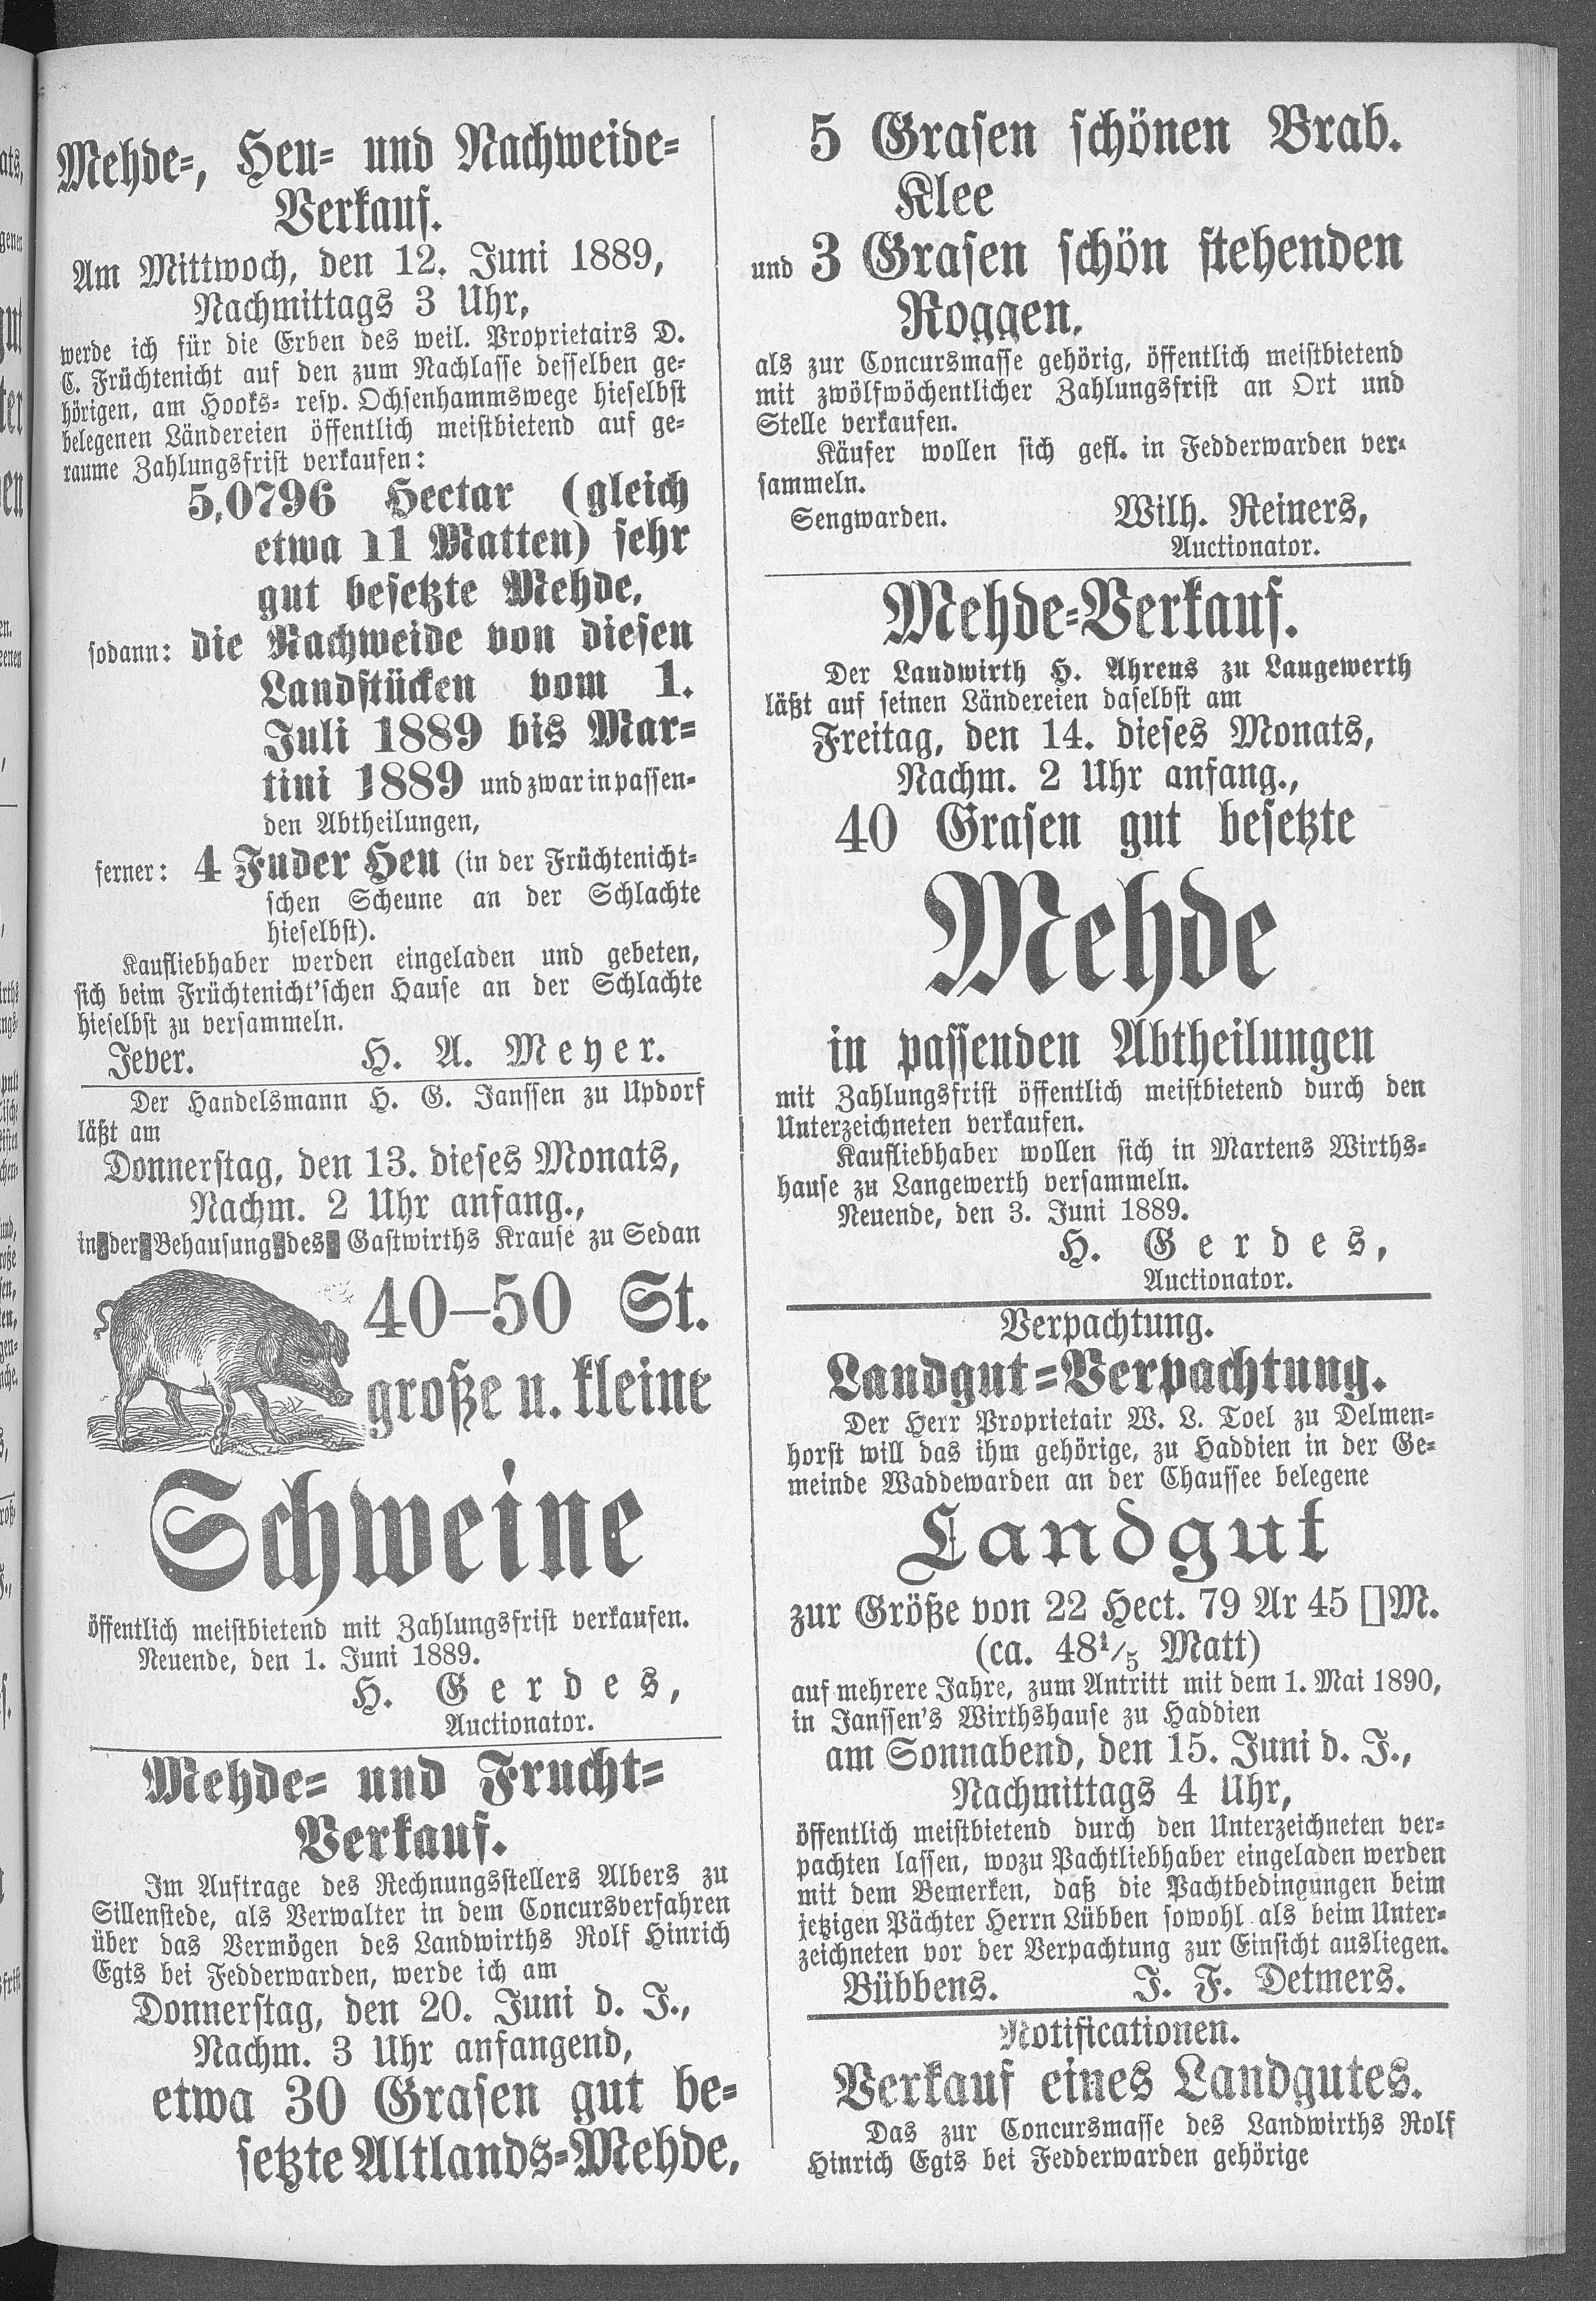 Mehde-, Heu- und Nachweide-
Verkauf.
Am Mittwoch, den 12. Juni 1889,
Nachmittags 3 Uhr,
werde ich für die Erben des weil. Proprietairs D.
C. Früchtenicht auf den zum Nachlasse desselben ge-
hörigen, am Hooks- resp. Ochsenhammswege hieselbst
belegenen Ländereien öffentlich meistbietend auf ge-
raume Zahlungsfrist verkaufen:
5,0796 Hectar (gleich
etwa 11 Matten) sehr
gut besetzte Mehde,
sodann: die Nachweide von diesen
Landstücken vom 1.
Juli 1889 bis Mar-
tini 1889 und zwar in passen-
den Abtheilungen,
ferner: 4 Fuder Heu (in der Früchtenicht-
schen Scheune an der Schlachte
hieselbst).
Kaufliebhaber werden eingeladen und gebeten,
sich beim Früchtenicht'schen Hause an der Schlachte
hieselbst zu versammeln.
Jever. H. A. Meyer.
Der Handelsmann H. G. Janssen zu Updorf
läßt am
Donnerstag, den 13. dieses Monats,
Nachm. 2 Uhr anfang.,
in der Behausung des Gastwirths Krause zu Sedan
40–50 St.
große u. kleine
Schweine
öffentlich meistbietend mit Zahlungsfrist verkaufen.
Neuende, den 1. Juni 1889.
H. Gerdes,
Auctionator.
Mehde- und Frucht-
Verkauf.
Im Auftrage des Rechnungsstellers Albers zu
Sillenstede, als Verwalter in dem Concursverfahren
über das Vermögen des Landwirths Rolf Hinrich
Egts bei Fedderwarden, werde ich am
Donnerstag, den 20. Juni d. J.,
Nachm. 3 Uhr anfangend,
etwa 30 Grasen gut be-
setzte Altlands-Mehde,
5 Grasen schönen Brab.
Klee
und 3 Grasen schön stehenden
Roggen,
als zur Concursmasse gehörig, öffentlich meistbietend
mit zwölfwöchentlicher Zahlungsfrist an Ort und
Stelle verkaufen.
Käufer wollen sich gefl. in Fedderwarden ver-
sammeln.
Sengwarden. Wilh. Reiners,
Auctionator.
Mehde-Verkauf.
Der Landwirth H. Ahrens zu Langewerth
läßt auf seinen Ländereien daselbst am
Freitag, den 14. dieses Monats,
Nachm. 2 Uhr anfang.,
40 Grasen gut besetzte
Mehde
in passenden Abtheilungen
mit Zahlungsfrist öffentlich meistbietend durch den
Unterzeichneten verkaufen.
Kaufliebhaber wollen sich in Martens Wirths-
hause zu Langewerth versammeln.
Neuende, den 3. Juni 1889.
H. Gerdes,
Auctionator.
Verpachtung.
Landgut-Verpachtung.
Der Herr Proprietair W. L. Toel zu Delmen-
horst will das ihm gehörige, zu Haddien in der Ge-
meinde Waddewarden an der Chaussee belegene
Landgut
zur Größe von 22 Hect. 79 Ar 45 []M.
(ca. 48 1/5 Matt)
auf mehrere Jahre, zum Antritt mit dem 1. Mai 1890,
in Janssen's Wirthshause zu Haddien
am Sonnabend, den 15. Juni d. J.,
Nachmittags 4 Uhr,
öffentlich meistbietend durch den Unterzeichneten ver-
pachten lassen, wozu Pachtliebhaber eingeladen werden
mit dem Bemerken, daß die Pachtbedingungen beim
jetzigen Pächter Herrn Lübben sowohl als beim Unter-
zeichneten vor der Verpachtung zur Einsicht ausliegen.
Bübbens. J. F. Detmers.
Notificationen.
Verkauf eines Landgutes.
Das zur Concursmasse des Landwirths Rolf
Hinrich Egts bei Fedderwarden gehörige